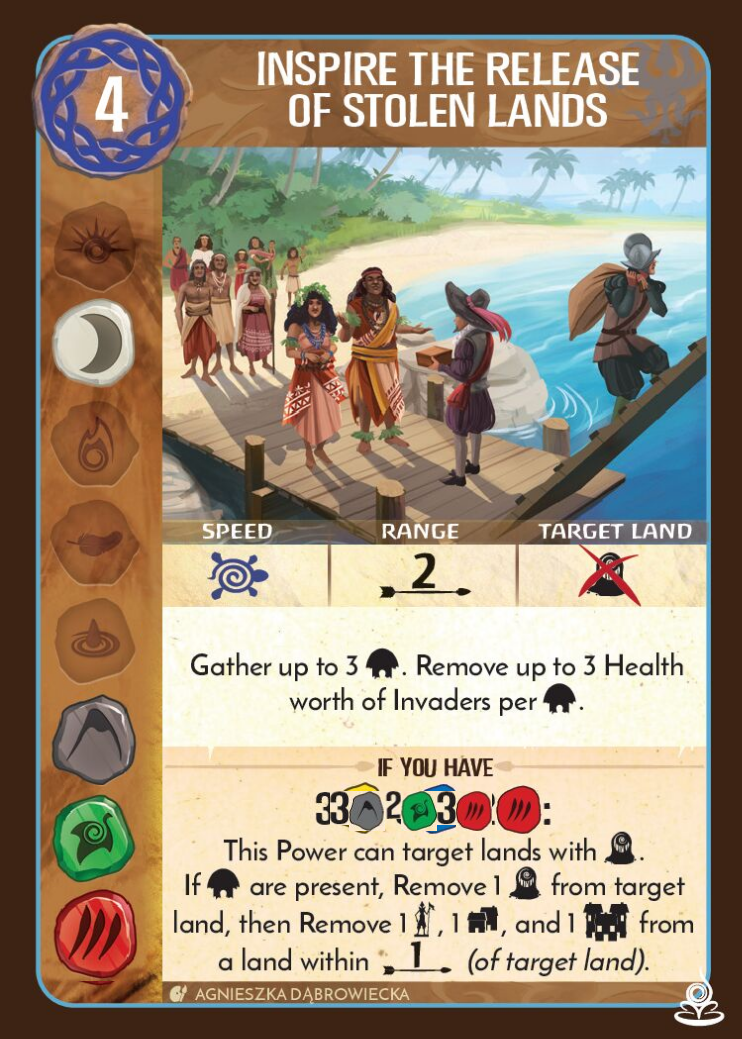 4
INSPIRE THE RELEASE
OF STOLEN LANDS
SPEED RANGE TARGET LAND
2
Gather up to 3 . Remove up to 3 Health
worth of Invaders per .
IF YOU HAVE
33 2 3 :
This Power can target lands with .
If are present, Remove 1 from target
land, then Remove 1 , 1 , and 1 from
a land within 1 (of target land).
AGNIESZKA DĄBROWIECKA